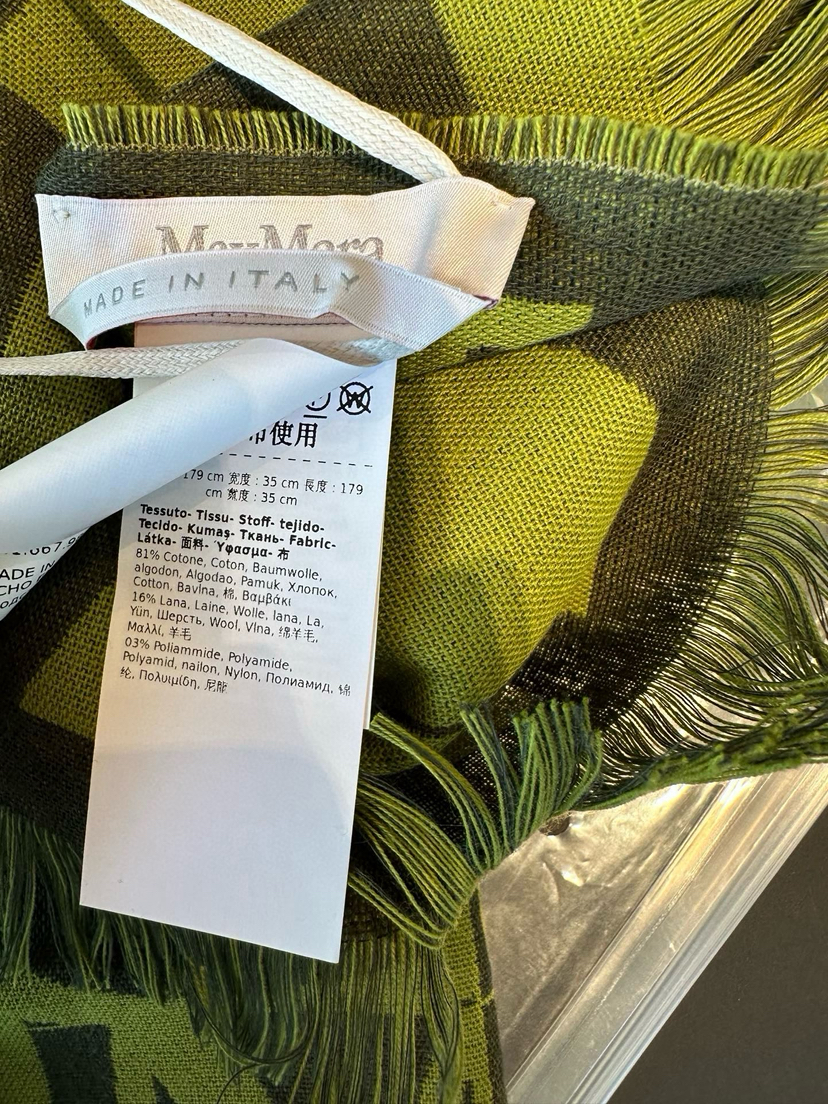 MaxMara
MADE IN ITALY
使用
179 cm 宽度 : 35 cm 長度 : 179
cm 寬度 : 35 cm
Tessuto- Tissu- Stoff- tejido-
Tecido- Kumaş- Ткань- Fabric-
Látka- 面料- Ύφασμα- 布
81% Cotone, Coton, Baumwolle,
algodon, Algodao, Pamuk, Хлопок,
Cotton, Bavlna, 棉, Βαμβάκι
16% Lana, Laine, Wolle, lana, La,
Yün, Шерсть, Wool, Vlna, 绵羊毛,
Μαλλί, 羊毛
03% Poliammide, Polyamide,
Polyamid, nailon, Nylon, Полиамид, 锦
纶, Πολυιμίδη, 尼龍